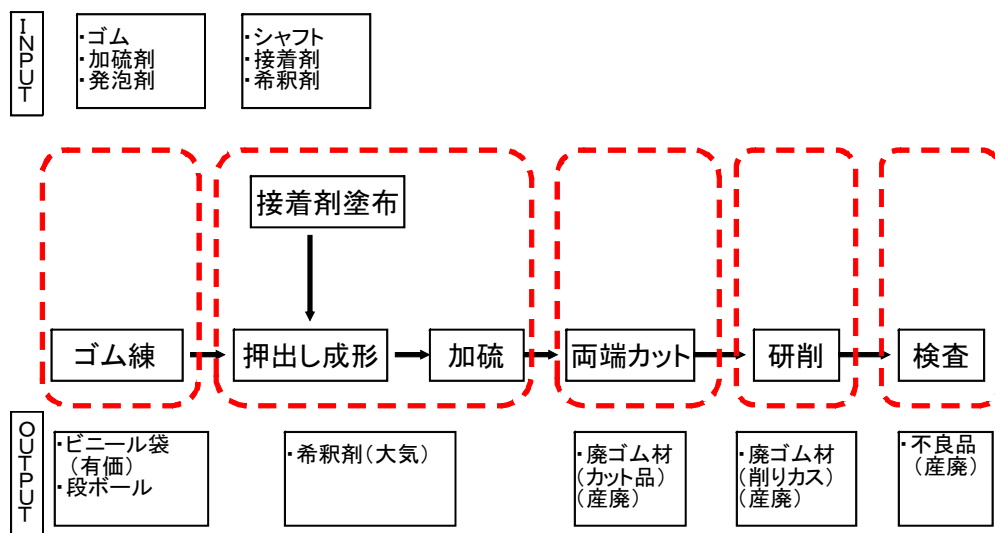 INPUT
・ゴム
・加硫剤
・発泡剤
・シャフト
・接着剤
・希釈剤
接着剤塗布
ゴム練
押出し成形
加硫
両端カット
研削
検査
OUTPUT
・ビニール袋
（有価）
・段ボール
・希釈剤（大気）
・廃ゴム材
（カット品）
（産廃）
・廃ゴム材
（削りカス）
（産廃）
・不良品
（産廃）